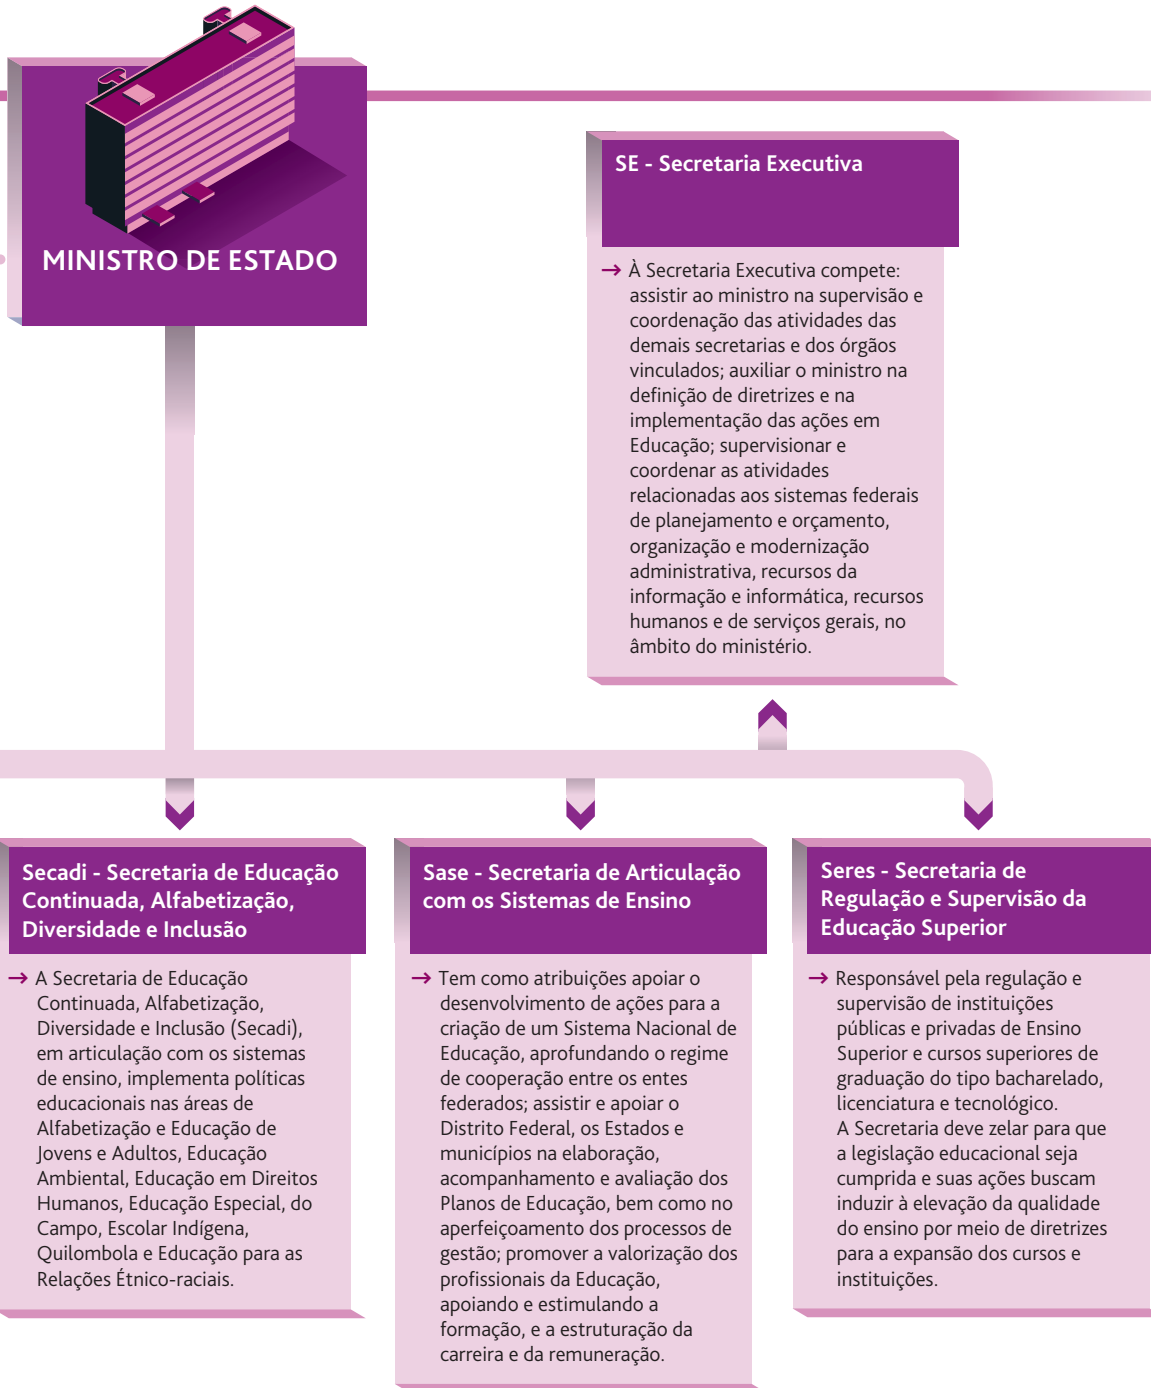 MINISTRO DE ESTADO
SE - Secretaria Executiva
→ À Secretaria Executiva compete:
assistir ao ministro na supervisão e
coordenação das atividades das
demais secretarias e dos órgãos
vinculados; auxiliar o ministro na
definição de diretrizes e na
implementação das ações em
Educação; supervisionar e
coordenar as atividades
relacionadas aos sistemas federais
de planejamento e orçamento,
organização e modernização
administrativa, recursos da
informação e informática, recursos
humanos e de serviços gerais, no
âmbito do ministério.
Secadi - Secretaria de Educação
Continuada, Alfabetização,
Diversidade e Inclusão
→ A Secretaria de Educação
Continuada, Alfabetização,
Diversidade e Inclusão (Secadi),
em articulação com os sistemas
de ensino, implementa políticas
educacionais nas áreas de
Alfabetização e Educação de
Jovens e Adultos, Educação
Ambiental, Educação em Direitos
Humanos, Educação Especial, do
Campo, Escolar Indígena,
Quilombola e Educação para as
Relações Étnico-raciais.
Sase - Secretaria de Articulação
com os Sistemas de Ensino
→ Tem como atribuições apoiar o
desenvolvimento de ações para a
criação de um Sistema Nacional de
Educação, aprofundando o regime
de cooperação entre os entes
federados; assistir e apoiar o
Distrito Federal, os Estados e
municípios na elaboração,
acompanhamento e avaliação dos
Planos de Educação, bem como no
aperfeiçoamento dos processos de
gestão; promover a valorização dos
profissionais da Educação,
apoiando e estimulando a
formação, e a estruturação da
carreira e da remuneração.
Seres - Secretaria de
Regulação e Supervisão da
Educação Superior
→ Responsável pela regulação e
supervisão de instituições
públicas e privadas de Ensino
Superior e cursos superiores de
graduação do tipo bacharelado,
licenciatura e tecnológico.
A Secretaria deve zelar para que
a legislação educacional seja
cumprida e suas ações buscam
induzir à elevação da qualidade
do ensino por meio de diretrizes
para a expansão dos cursos e
instituições.